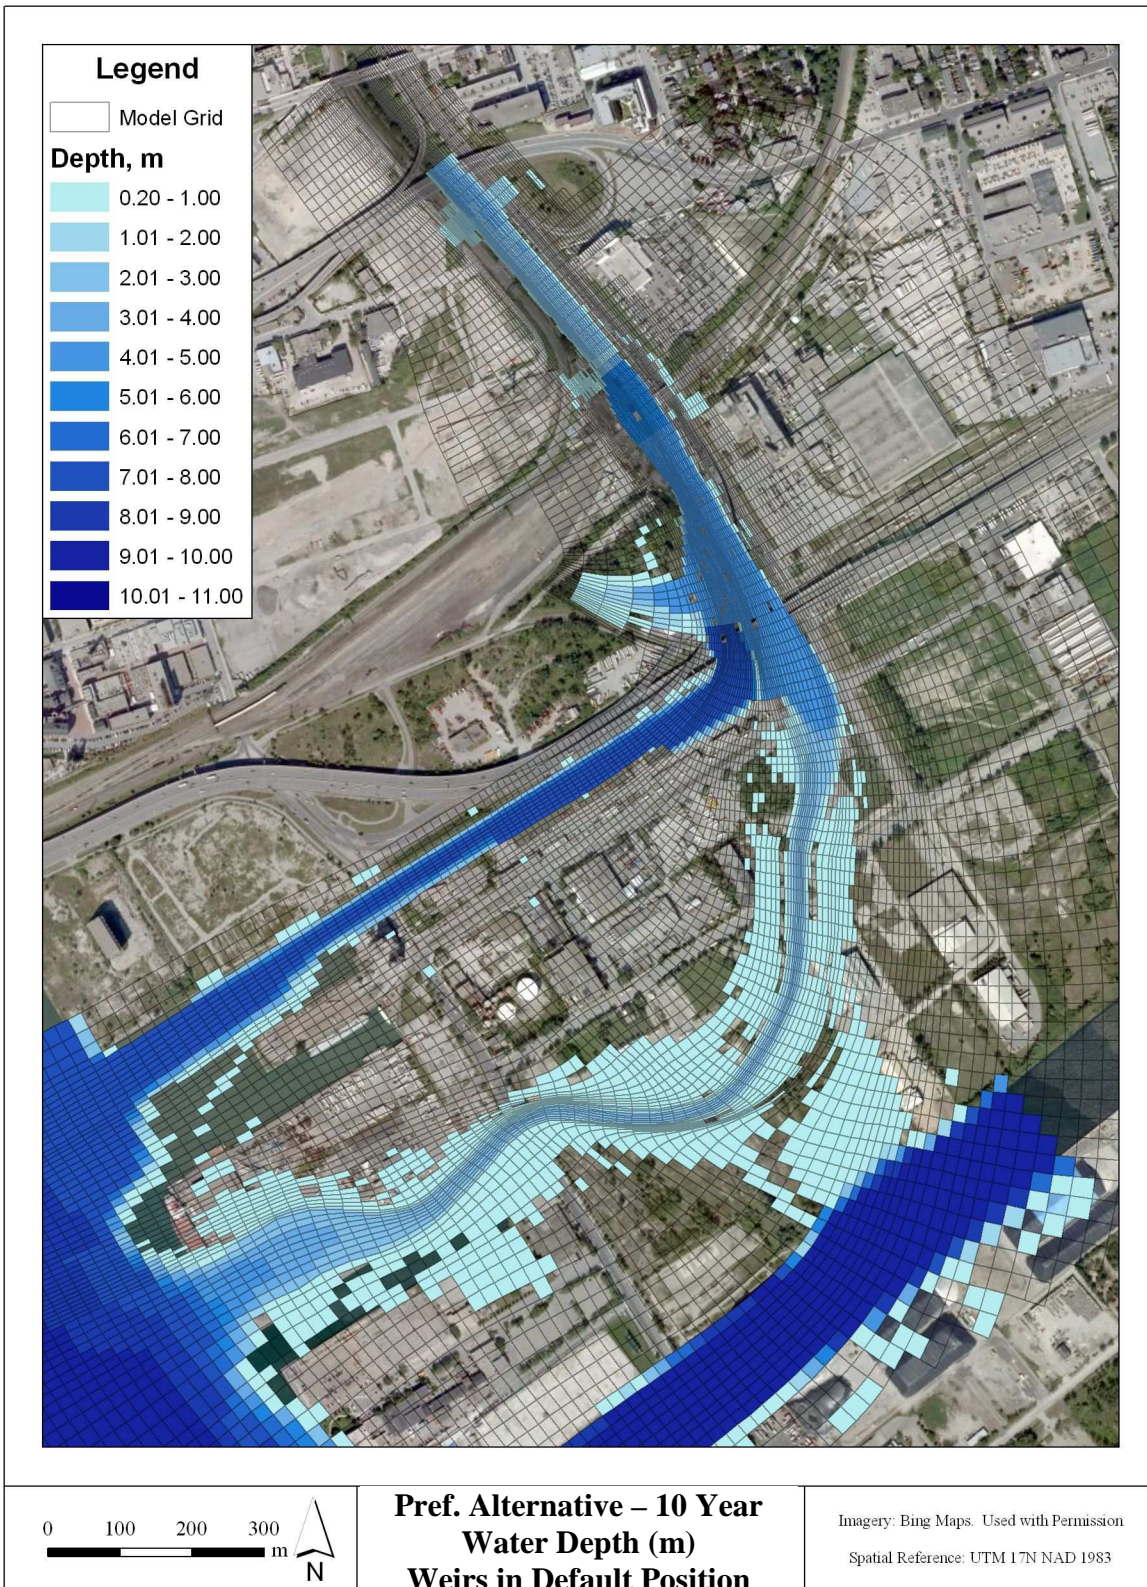 Legend
Model Grid
Depth, m
0.20 - 1.00
1.01 - 2.00
2.01 - 3.00
3.01 - 4.00
4.01 - 5.00
5.01 - 6.00
6.01 - 7.00
7.01 - 8.00
8.01 - 9.00
9.01 - 10.00
10.01 - 11.00
0 100 200 300
m
N
Pref. Alternative – 10 Year
Water Depth (m)
Weirs in Default Position
Imagery: Bing Maps. Used with Permission
Spatial Reference: UTM 17N NAD 1983